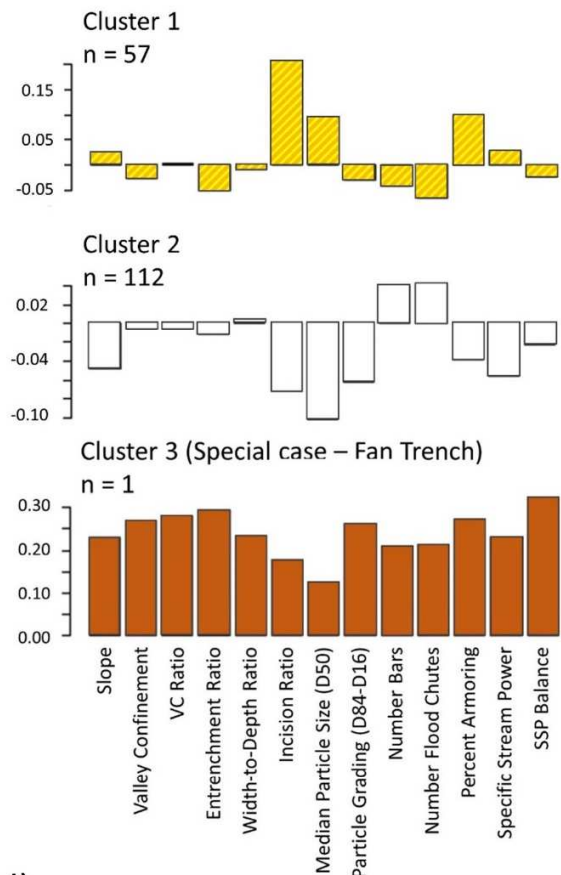 Cluster 1
n = 57
0.15
0.05
-0.05
Cluster 2
n = 112
0.02
-0.04
-0.10
Cluster 3 (Special case – Fan Trench)
n = 1
0.30
0.20
0.10
0.00
Slope
Valley Confinement
VC Ratio
Entrenchment Ratio
Width-to-Depth Ratio
Incision Ratio
Median Particle Size (D50)
Particle Grading (D84-D16)
Number Bars
Number Flood Chutes
Percent Armoring
Specific Stream Power
SSP Balance